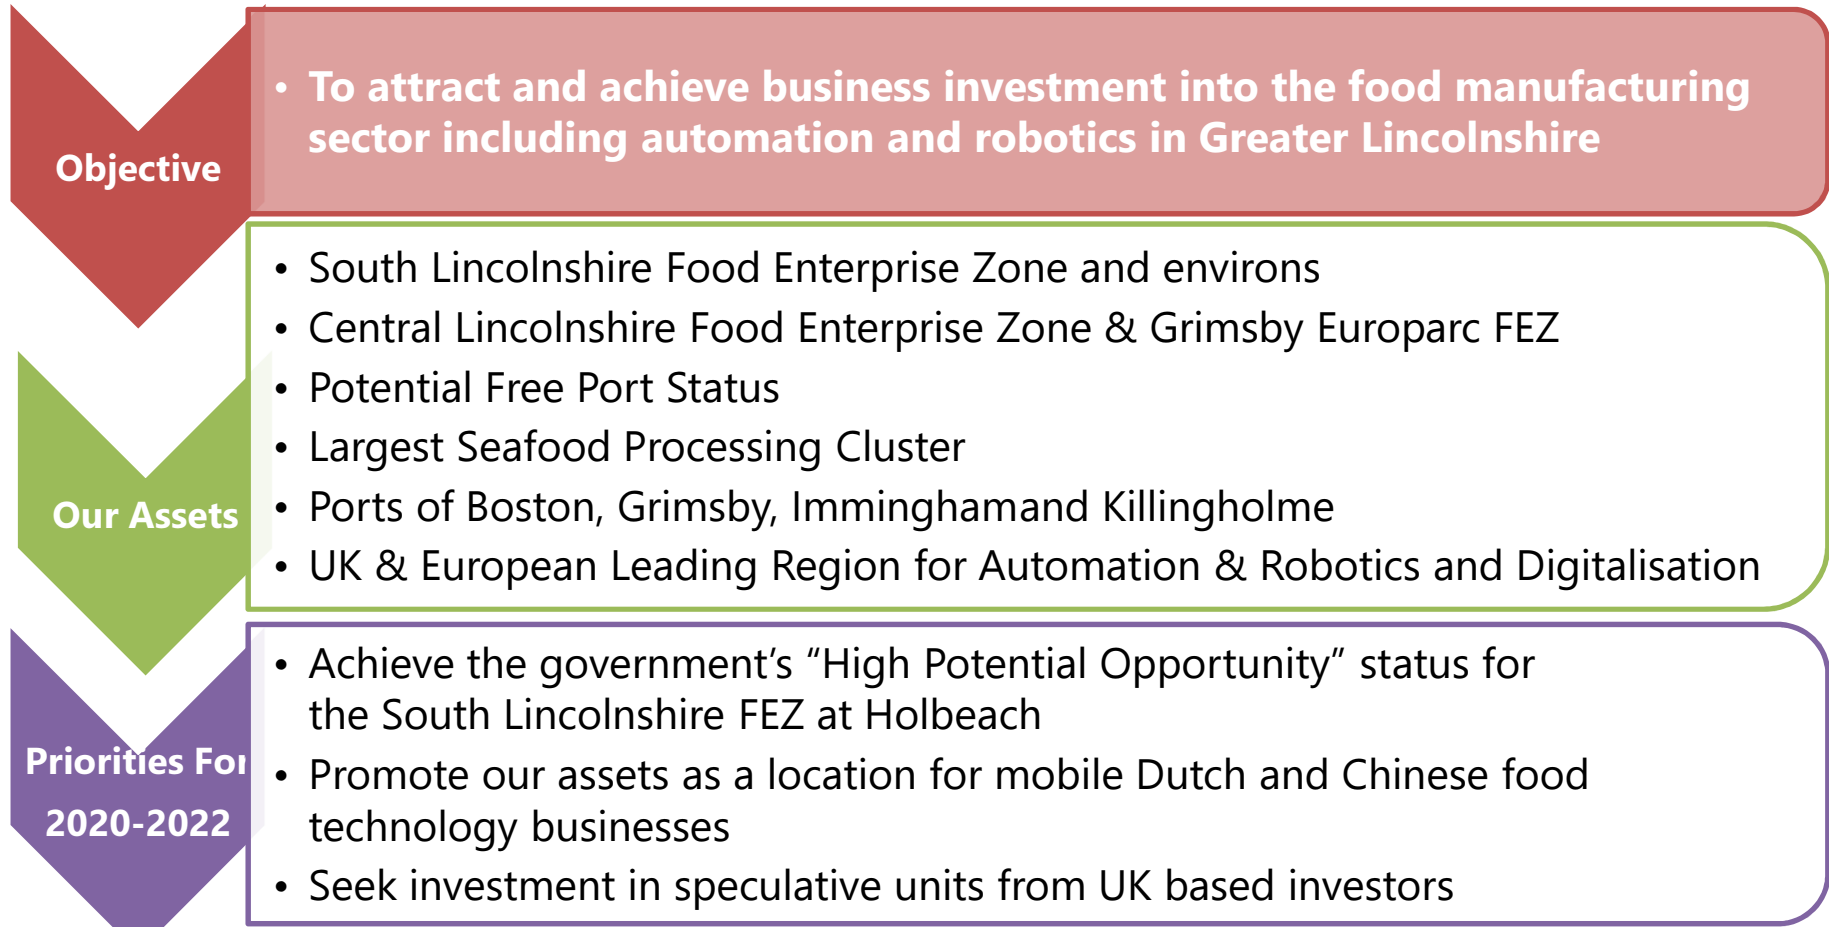 Objective
• To attract and achieve business investment into the food manufacturing
sector including automation and robotics in Greater Lincolnshire
Our Assets
• South Lincolnshire Food Enterprise Zone and environs
• Central Lincolnshire Food Enterprise Zone & Grimsby Europarc FEZ
• Potential Free Port Status
• Largest Seafood Processing Cluster
• Ports of Boston, Grimsby, Imminghamand Killingholme
• UK & European Leading Region for Automation & Robotics and Digitalisation
Priorities For
2020-2022
• Achieve the government’s “High Potential Opportunity” status for
the South Lincolnshire FEZ at Holbeach
• Promote our assets as a location for mobile Dutch and Chinese food
technology businesses
• Seek investment in speculative units from UK based investors